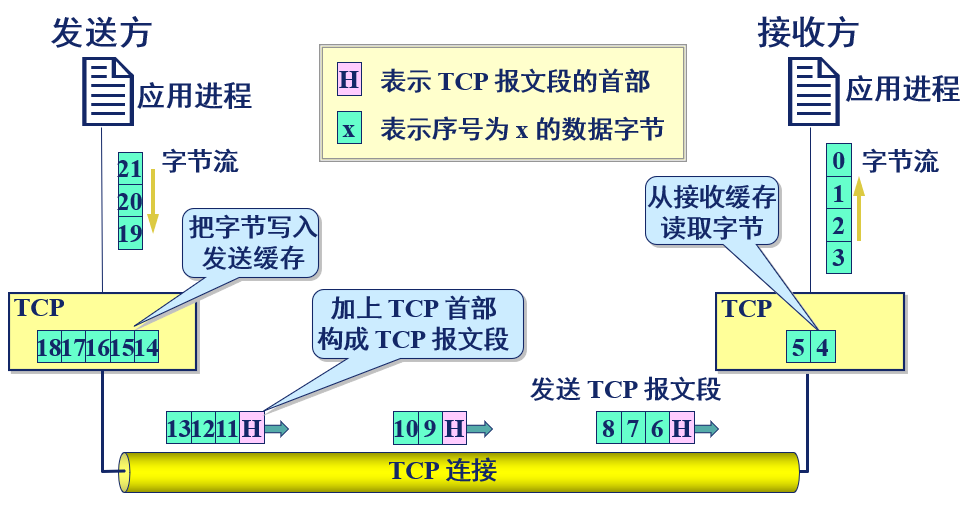 发送方
接收方
应用进程
应用进程
H 表示 TCP 报文段的首部
x 表示序号为 x 的数据字节
21
20
19
字节流
字节流
0
1
2
3
把字节写入
发送缓存
从接收缓存
读取字节
TCP
18 17 16 15 14
TCP
5 4
加上 TCP 首部
构成 TCP 报文段
发送 TCP 报文段
13 12 11 H
10 9 H
8 7 6 H
TCP 连接